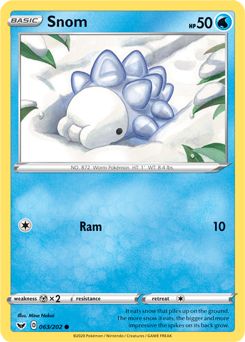 BASIC Snom HP 50
NO. 872 Worm Pokémon HT: 1' WT: 8.4 lbs.
Ram 10
weakness ×2 resistance retreat
Illus. Mina Nakai
063/202
It eats snow that piles up on the ground.
The more snow it eats, the bigger and more
impressive the spikes on its back grow.
©2020 Pokémon / Nintendo / Creatures / GAME FREAK